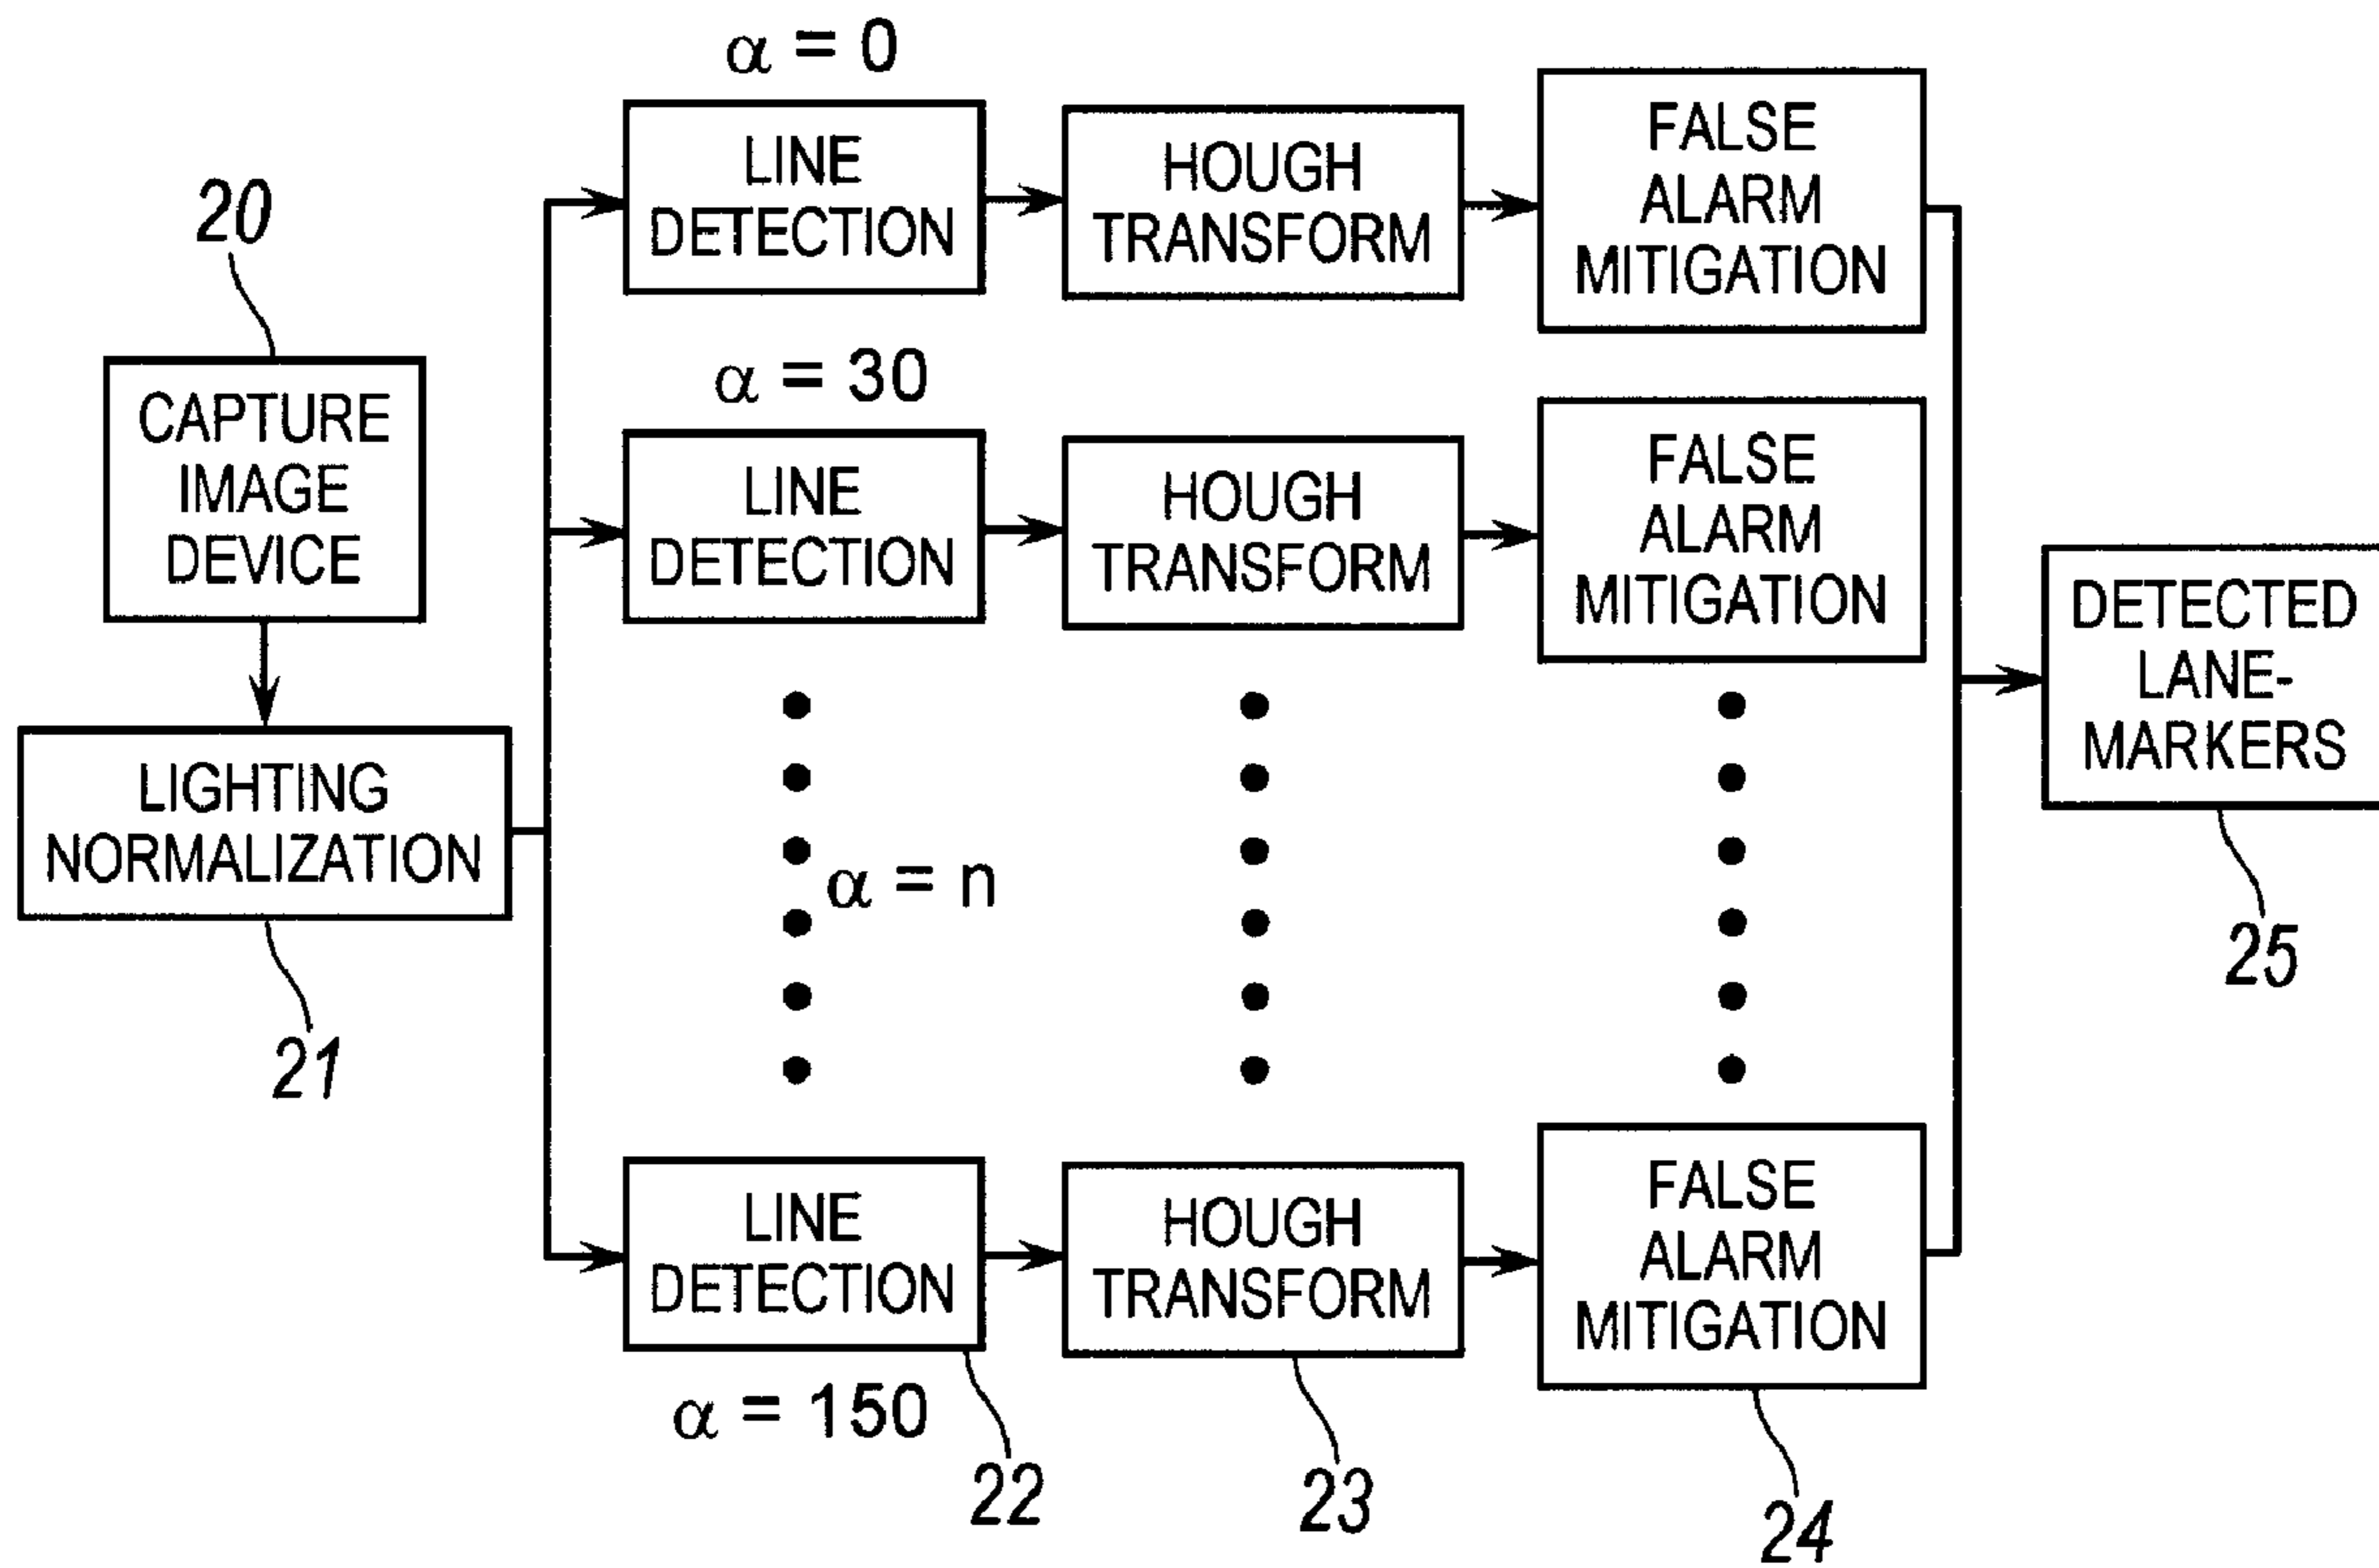 20
CAPTURE
IMAGE
DEVICE
LIGHTING
NORMALIZATION
21
α = 0
LINE
DETECTION
HOUGH
TRANSFORM
FALSE
ALARM
MITIGATION
α = 30
LINE
DETECTION
HOUGH
TRANSFORM
FALSE
ALARM
MITIGATION
α = n
LINE
DETECTION
α = 150
22
HOUGH
TRANSFORM
23
FALSE
ALARM
MITIGATION
24
DETECTED
LANE-
MARKERS
25